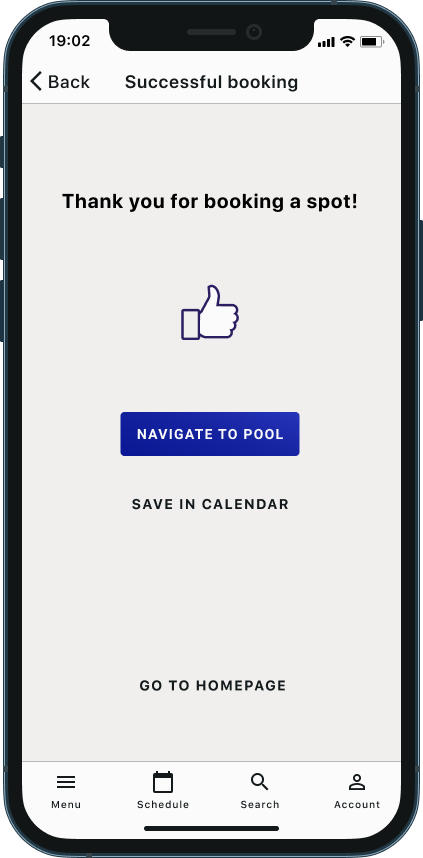 19:02
Back Successful booking
Thank you for booking a spot!
NAVIGATE TO POOL
SAVE IN CALENDAR
GO TO HOMEPAGE
Menu Schedule Search Account